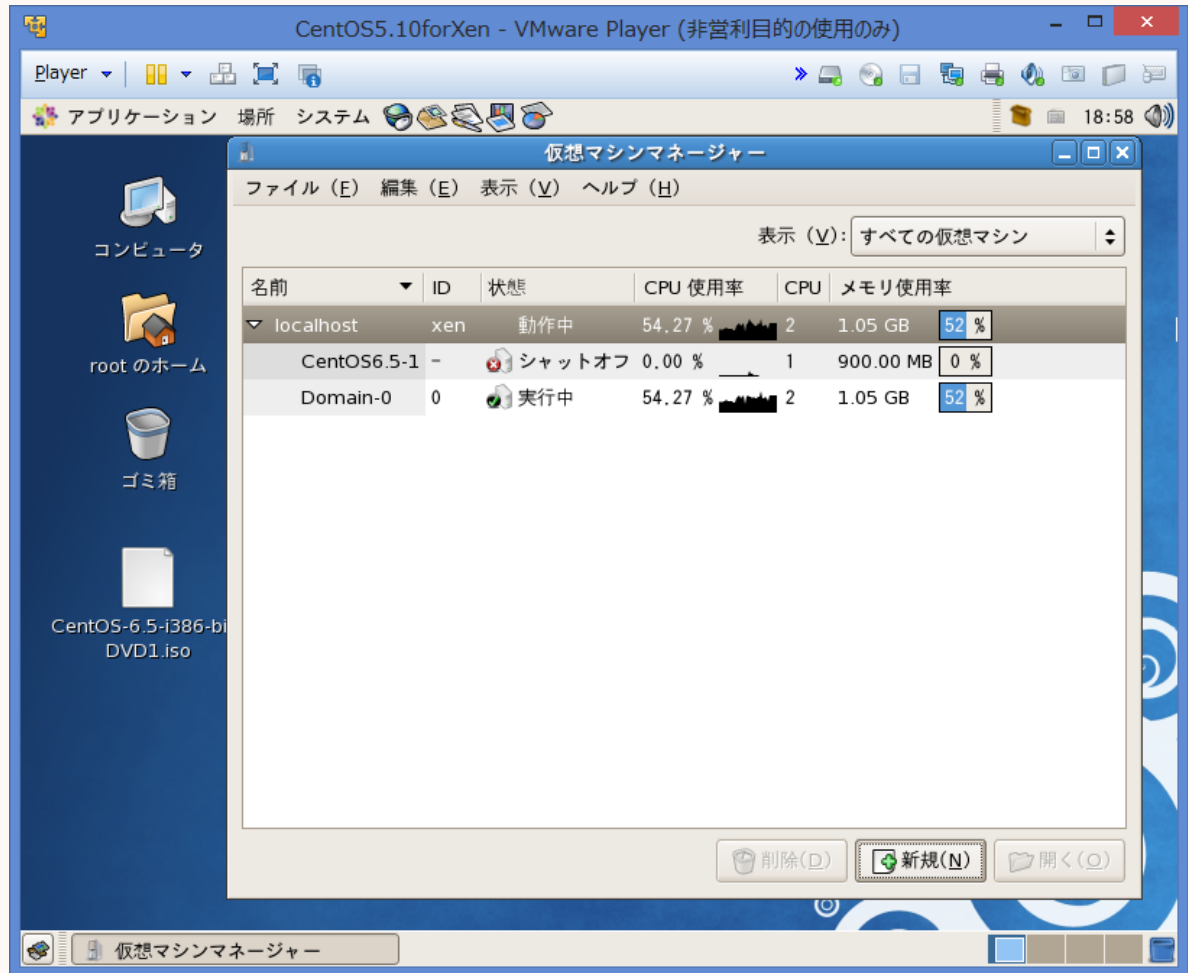 CentOS5.10forXen - VMware Player (非営利目的の使用のみ)
Player
アプリケーション 場所 システム 18:58
仮想マシンマネージャー
ファイル (F) 編集 (E) 表示 (V) ヘルプ (H)
表示 (V): すべての仮想マシン
名前 ID 状態 CPU 使用率 CPU メモリ使用率
localhost xen 動作中 54.27 % 2 1.05 GB 52 %
CentOS6.5-1 - シャットオフ 0.00 % 1 900.00 MB 0 %
Domain-0 0 実行中 54.27 % 2 1.05 GB 52 %
コンピュータ
root のホーム
ゴミ箱
CentOS-6.5-i386-bi
DVD1.iso
削除(D) 新規(N) 開く(O)
仮想マシンマネージャー